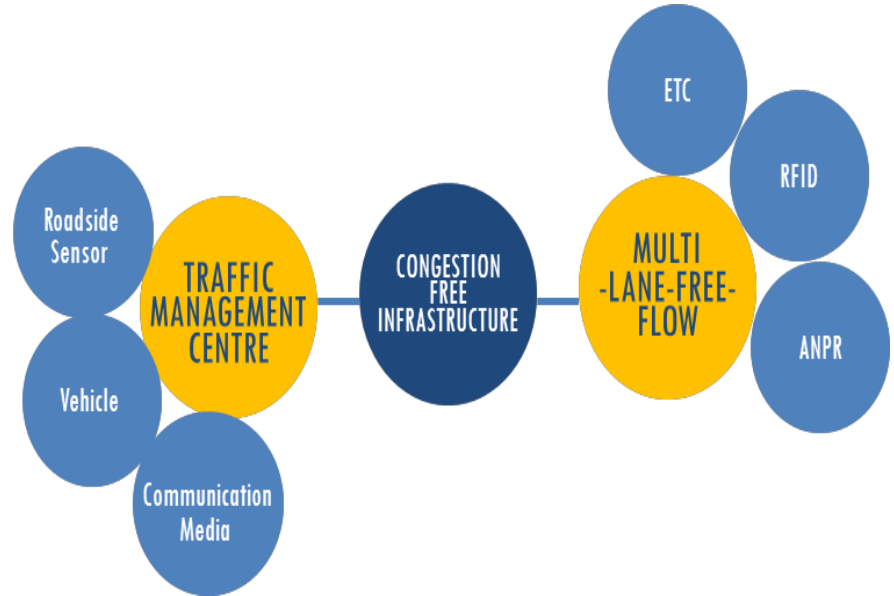 ETC
RFID
ANPR
MULTI
-LANE-FREE-
FLOW
CONGESTION
FREE
INFRASTRUCTURE
TRAFFIC
MANAGEMENT
CENTRE
Roadside
Sensor
Vehicle
Communication
Media